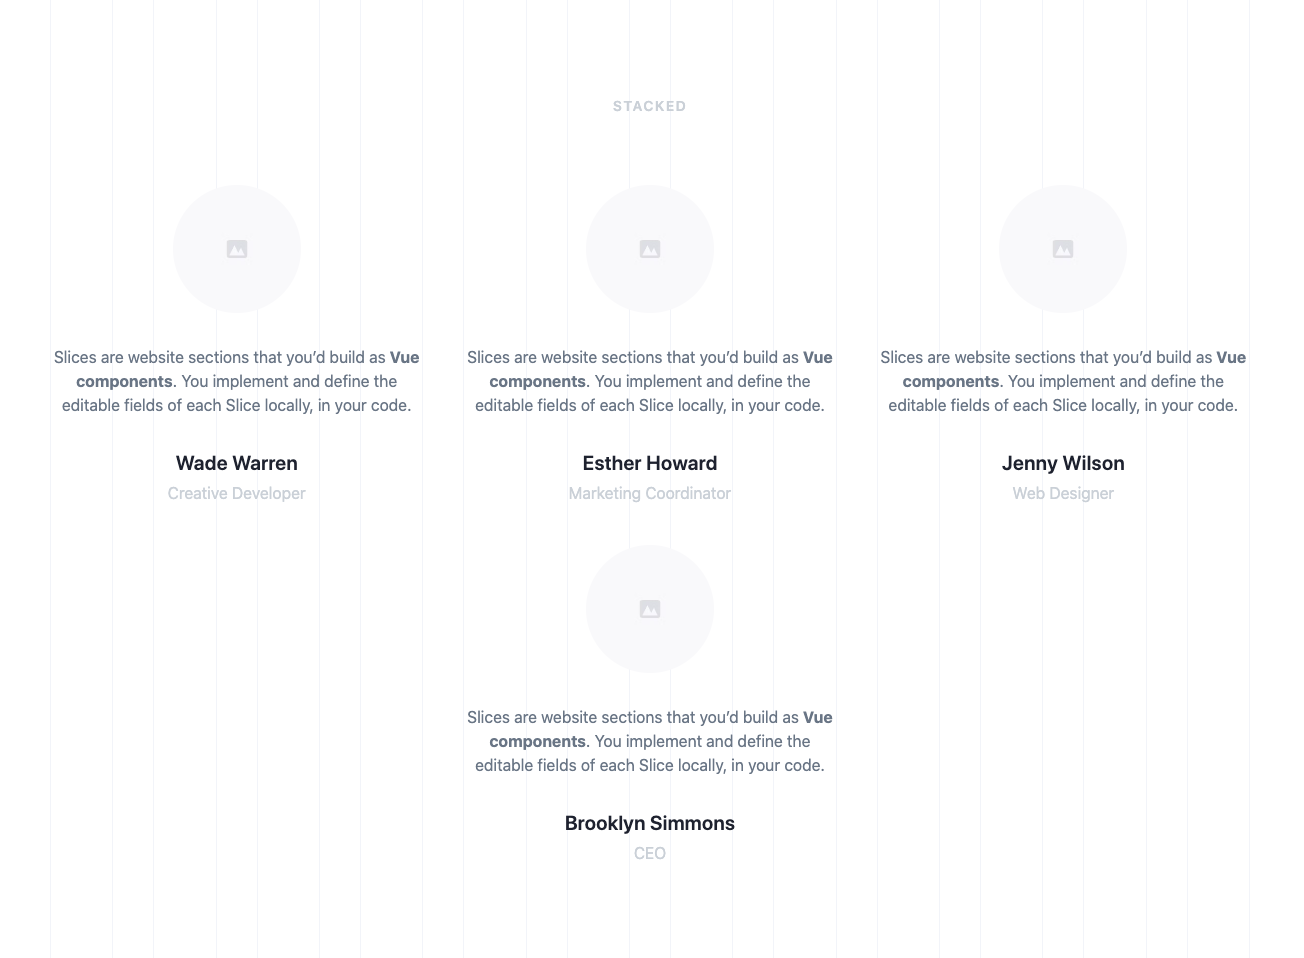 STACKED
Slices are website sections that you’d build as Vue
components. You implement and define the
editable fields of each Slice locally, in your code.
Wade Warren
Creative Developer
Slices are website sections that you’d build as Vue
components. You implement and define the
editable fields of each Slice locally, in your code.
Esther Howard
Marketing Coordinator
Slices are website sections that you’d build as Vue
components. You implement and define the
editable fields of each Slice locally, in your code.
Jenny Wilson
Web Designer
Slices are website sections that you’d build as Vue
components. You implement and define the
editable fields of each Slice locally, in your code.
Brooklyn Simmons
CEO